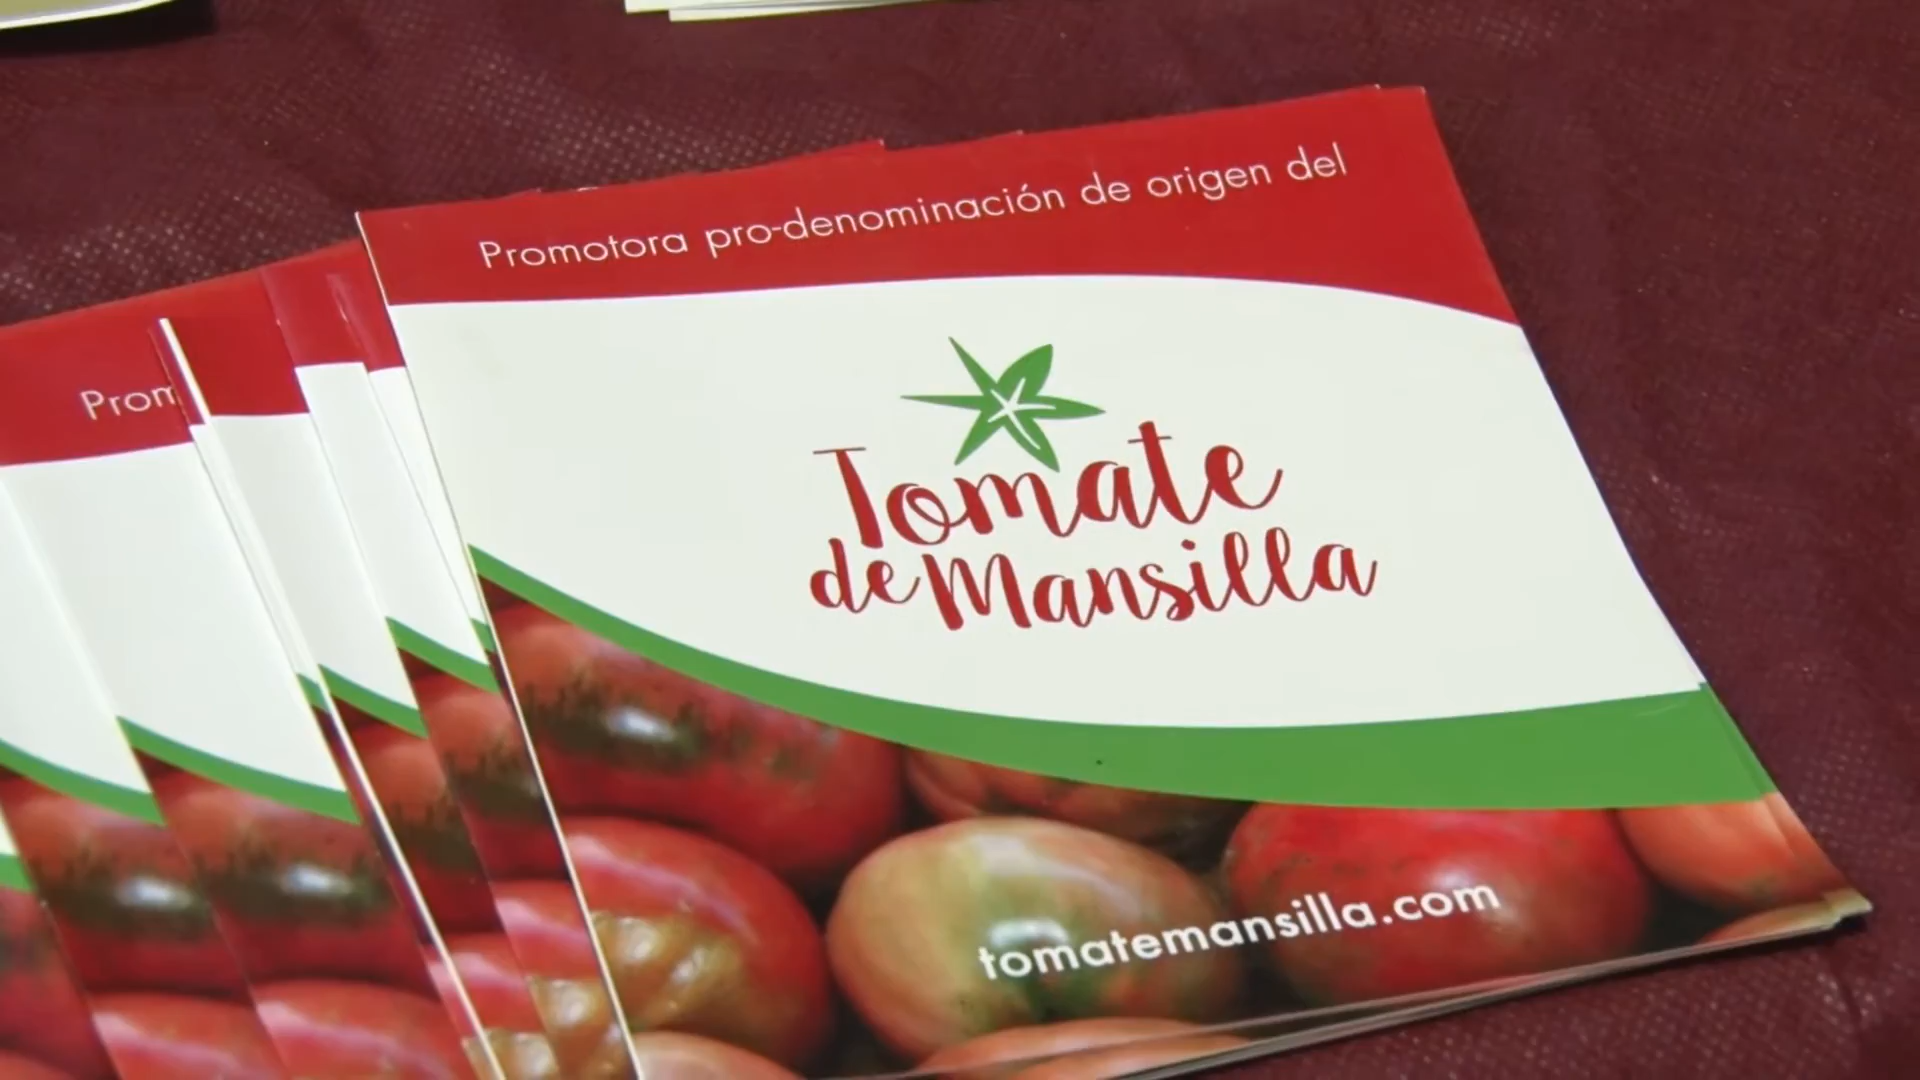 Promotora pro-denominación de origen del
Tomate
de Mansilla
tomatemansilla.com
Prom